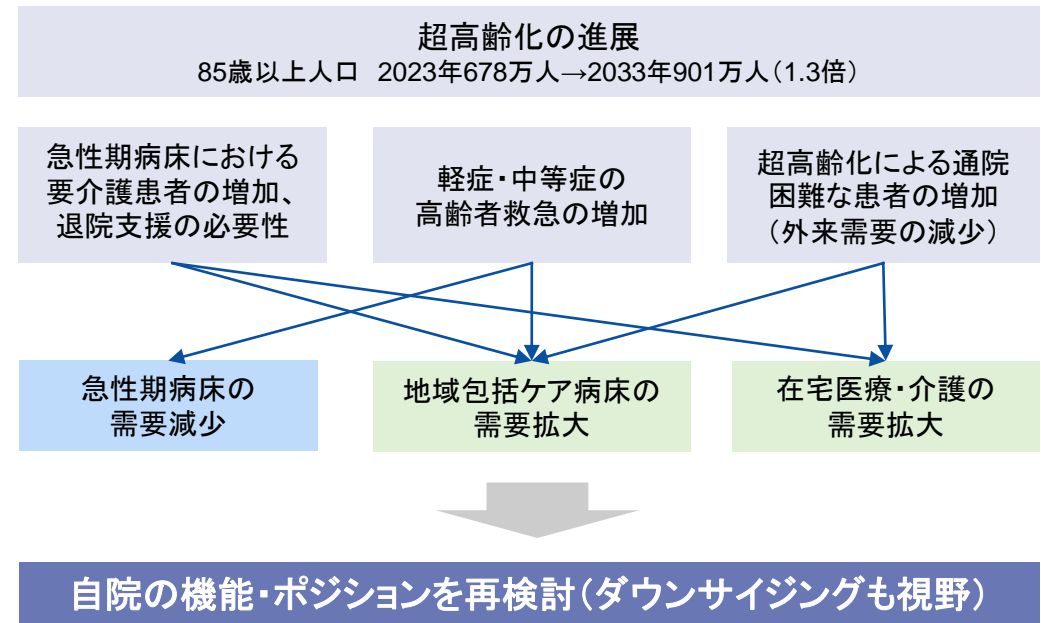 超高齢化の進展
85歳以上人口 2023年678万人→2033年901万人（1.3倍）
急性期病床における
要介護患者の増加、
退院支援の必要性
軽症・中等症の
高齢者救急の増加
超高齢化による通院
困難な患者の増加
（外来需要の減少）
急性期病床の
需要減少
地域包括ケア病床の
需要拡大
在宅医療・介護の
需要拡大
自院の機能・ポジションを再検討（ダウンサイジングも視野）